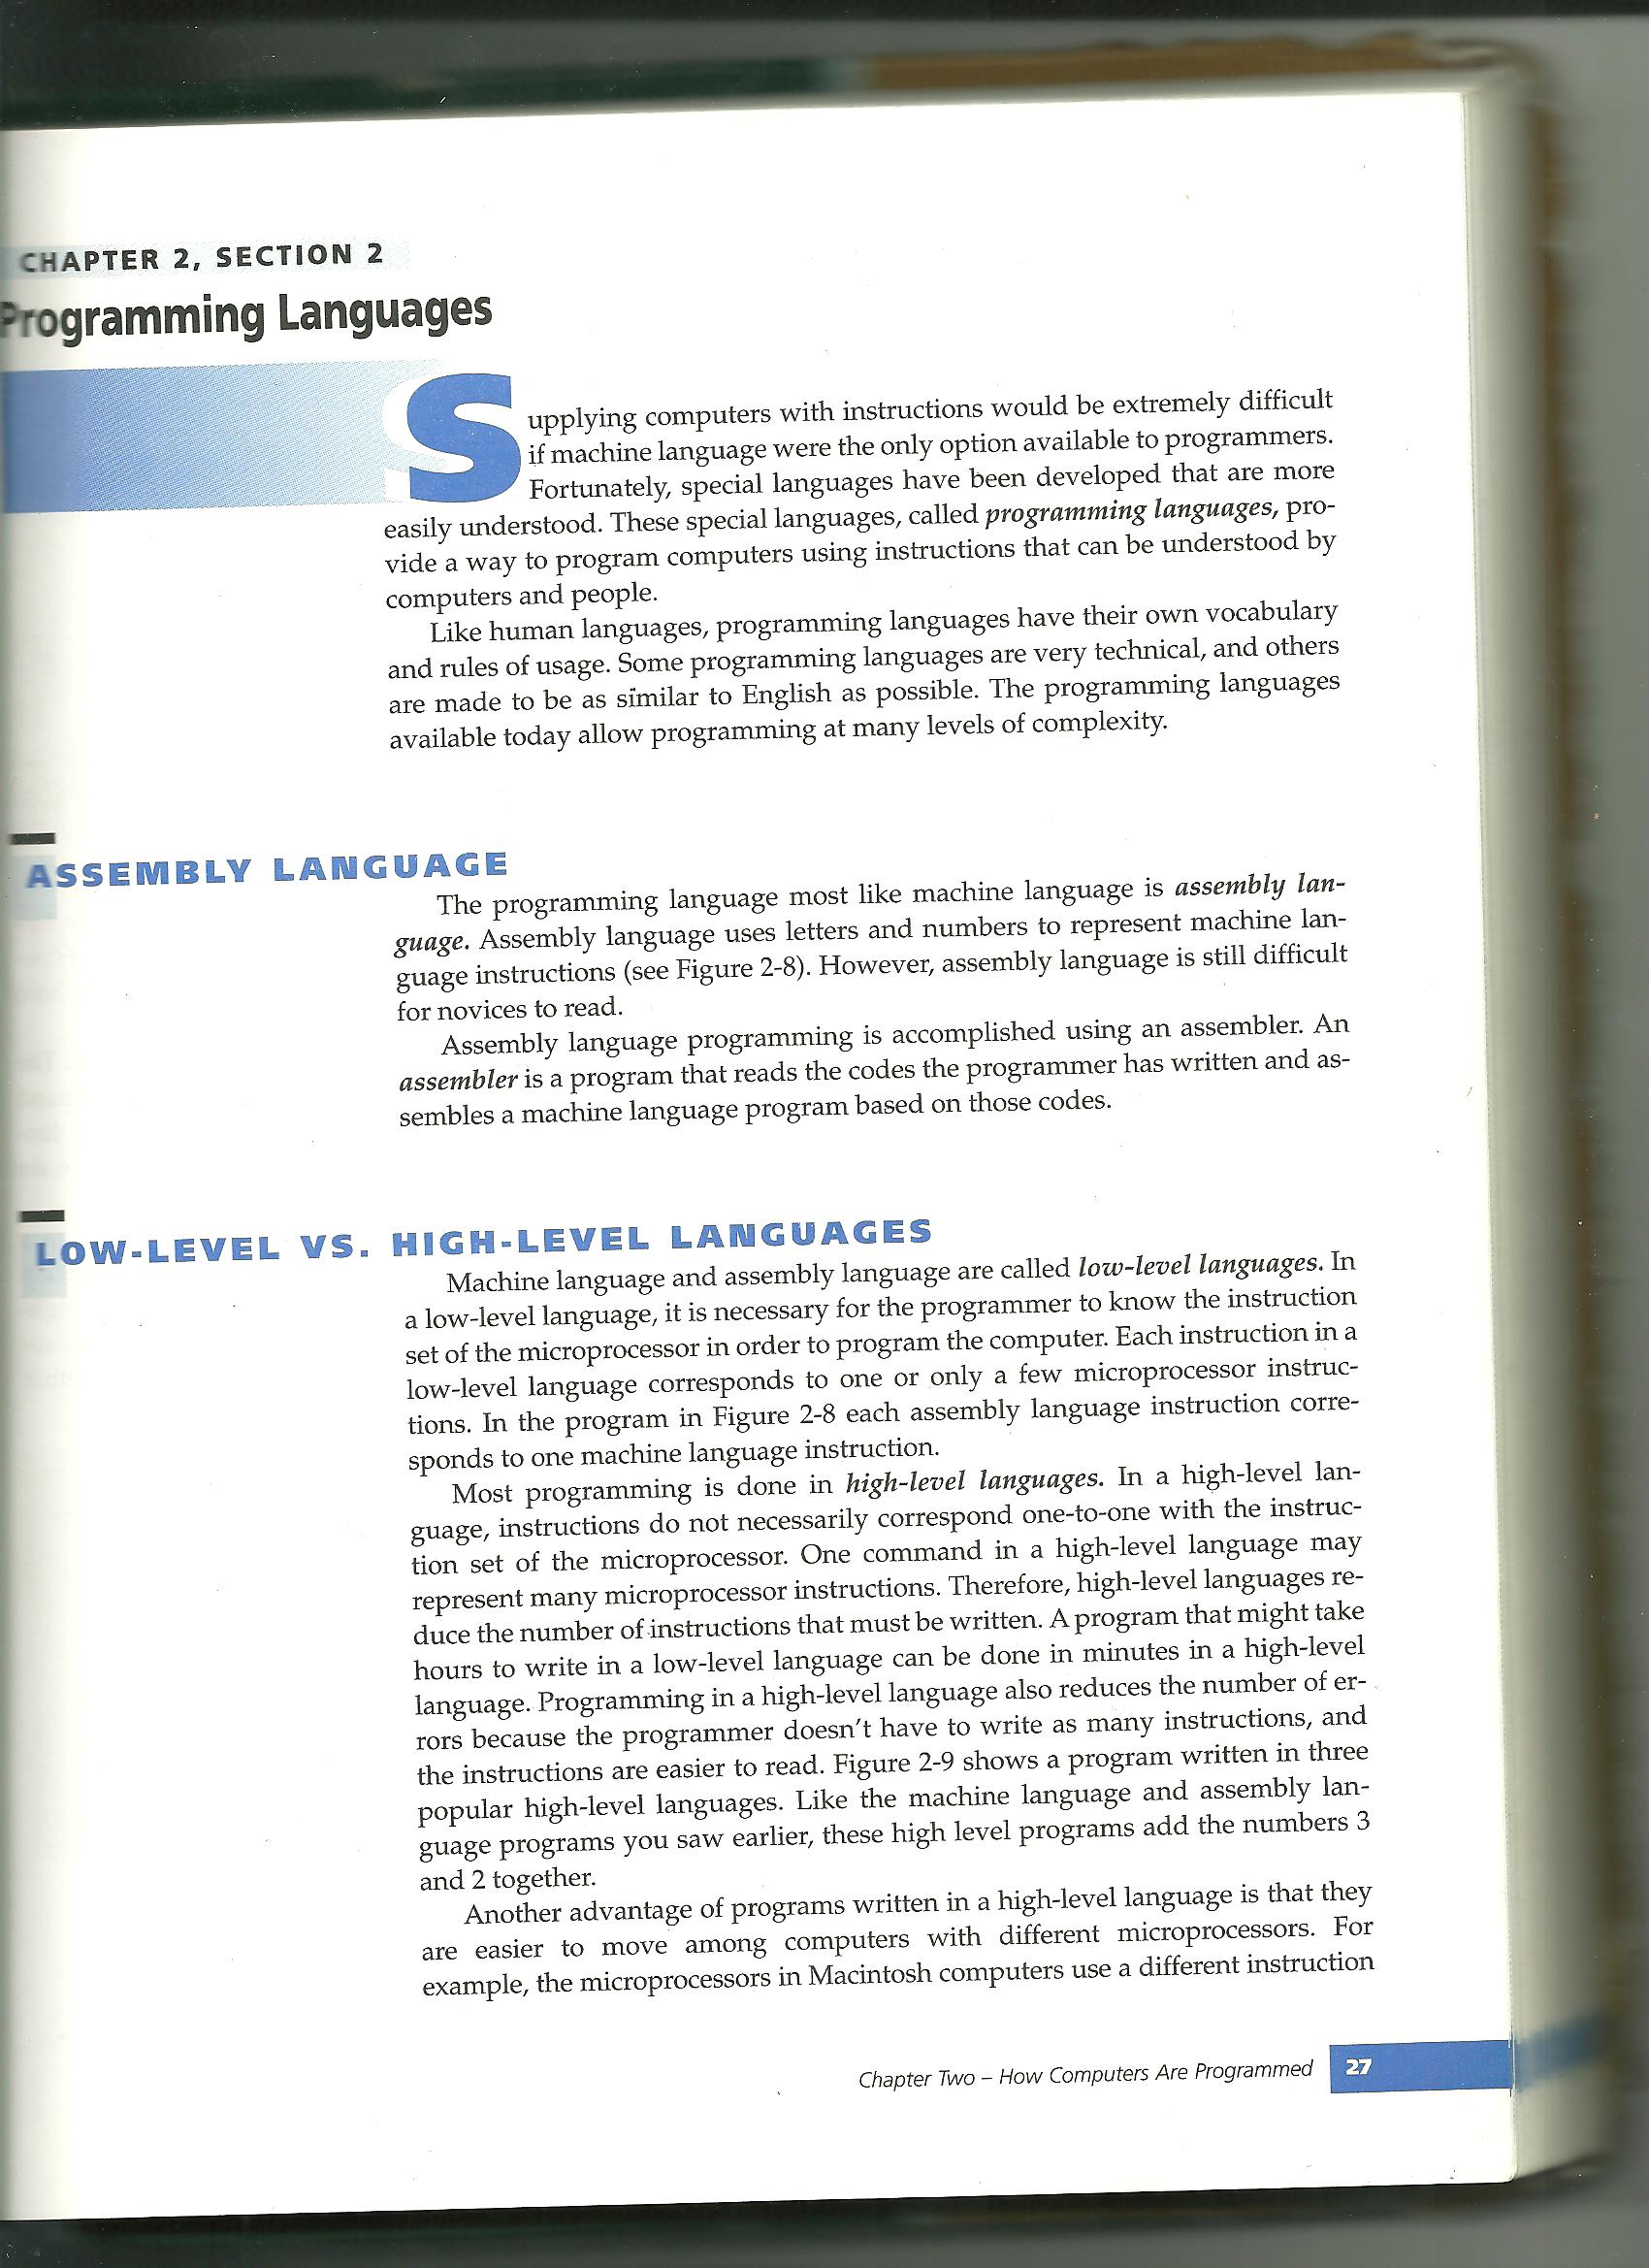 CHAPTER 2, SECTION 2
Programming Languages
Supplying computers with instructions would be extremely difficult
if machine language were the only option available to programmers.
Fortunately, special languages have been developed that are more
easily understood. These special languages, called programming languages, pro-
vide a way to program computers using instructions that can be understood by
computers and people.
Like human languages, programming languages have their own vocabulary
and rules of usage. Some programming languages are very technical, and others
are made to be as similar to English as possible. The programming languages
available today allow programming at many levels of complexity.
ASSEMBLY LANGUAGE
The programming language most like machine language is assembly lan-
guage. Assembly language uses letters and numbers to represent machine lan-
guage instructions (see Figure 2-8). However, assembly language is still difficult
for novices to read.
Assembly language programming is accomplished using an assembler. An
assembler is a program that reads the codes the programmer has written and as-
sembles a machine language program based on those codes.
LOW-LEVEL VS. HIGH-LEVEL LANGUAGES
Machine language and assembly language are called low-level languages. In
a low-level language, it is necessary for the programmer to know the instruction
set of the microprocessor in order to program the computer. Each instruction in a
low-level language corresponds to one or only a few microprocessor instruc-
tions. In the program in Figure 2-8 each assembly language instruction corre-
sponds to one machine language instruction.
Most programming is done in high-level languages. In a high-level lan-
guage, instructions do not necessarily correspond one-to-one with the instruc-
tion set of the microprocessor. One command in a high-level language may
represent many microprocessor instructions. Therefore, high-level languages re-
duce the number of instructions that must be written. A program that might take
hours to write in a low-level language can be done in minutes in a high-level
language. Programming in a high-level language also reduces the number of er-
rors because the programmer doesn't have to write as many instructions, and
the instructions are easier to read. Figure 2-9 shows a program written in three
popular high-level languages. Like the machine language and assembly lan-
guage programs you saw earlier, these high level programs add the numbers 3
and 2 together.
Another advantage of programs written in a high-level language is that they
are easier to move among computers with different microprocessors. For
example, the microprocessors in Macintosh computers use a different instruction
Chapter Two – How Computers Are Programmed 27